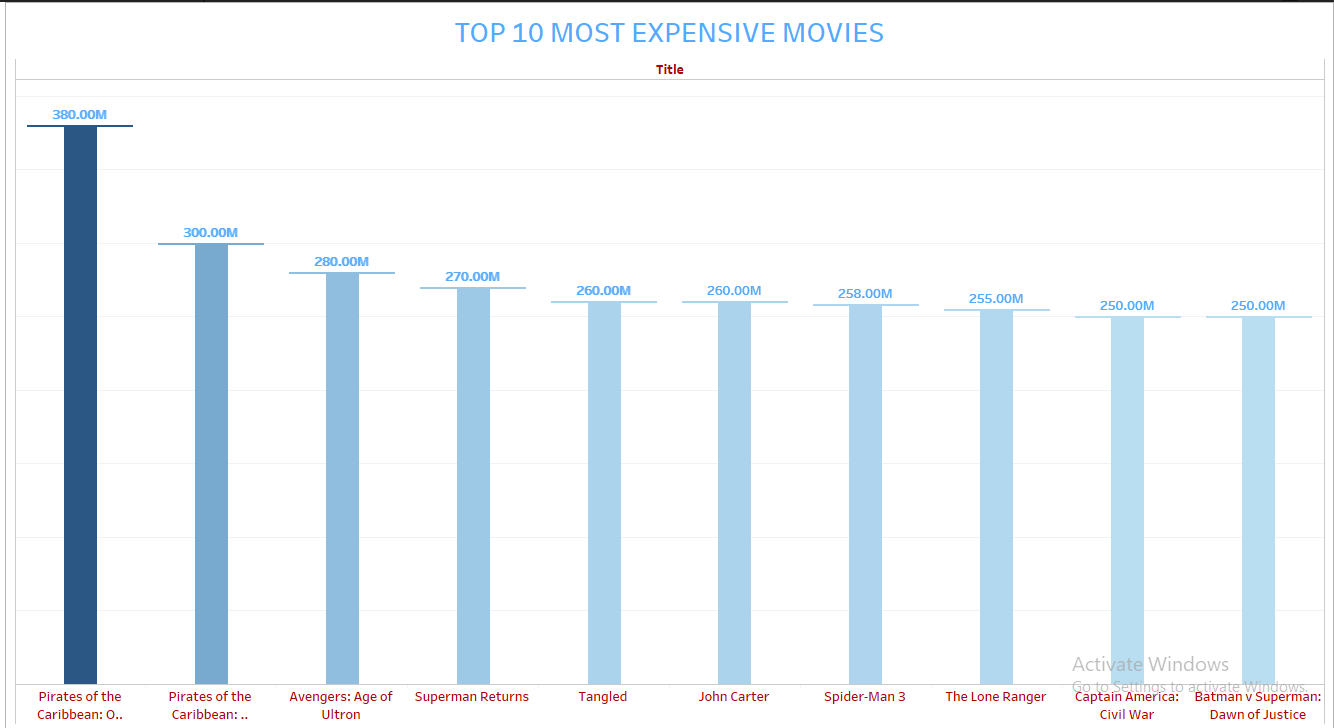 TOP 10 MOST EXPENSIVE MOVIES
Title
380.00M
300.00M
280.00M
270.00M
260.00M
260.00M
258.00M
255.00M
250.00M
250.00M
Pirates of the
Caribbean: O..
Pirates of the
Caribbean: ..
Avengers: Age of
Ultron
Superman Returns
Tangled
John Carter
Spider-Man 3
The Lone Ranger
Captain America:
Civil War
Batman v Superman:
Dawn of Justice
Activate Windows
Go to Settings to activate Windows.